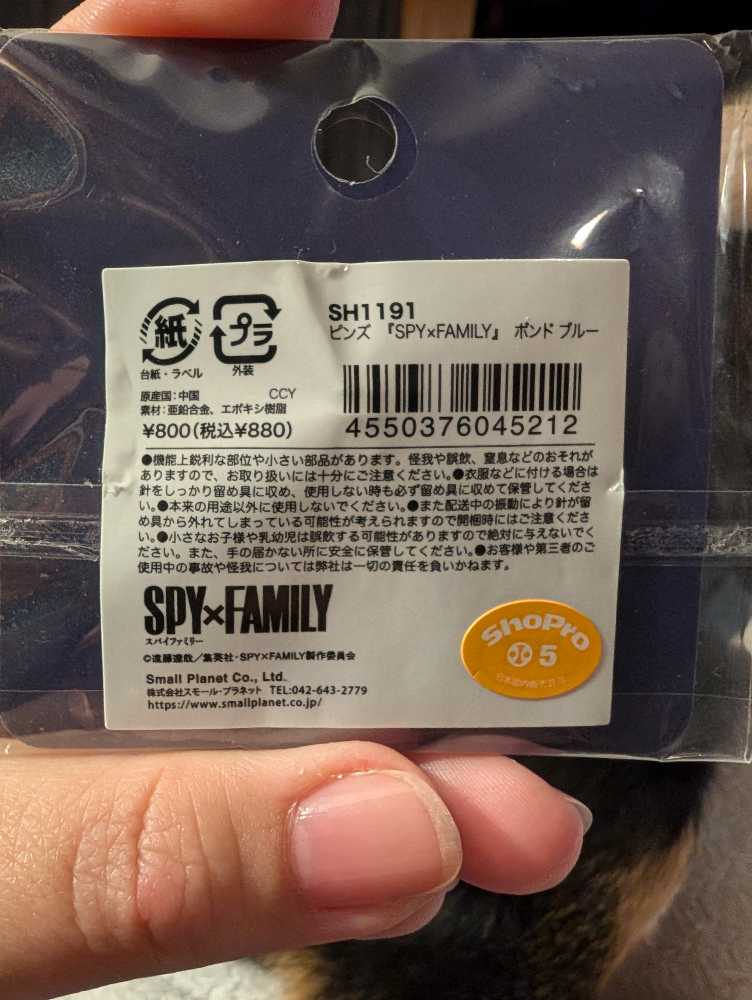 紙
プラ
台紙・ラベル
外装
SH1191
ピンズ 『SPY×FAMILY』 ボンド ブルー
原産国:中国 CCY
素材:亜鉛合金、エポキシ樹脂
¥800(税込¥880)
4550376045212
●機能上鋭利な部位や小さい部品があります。怪我や誤飲、窒息などのおそれが
ありますので、お取り扱いには十分にご注意ください。●衣服などに付ける場合は
針をしっかり留め具に収め、使用しない時も必ず留め具に収めて保管してくださ
い。●本来の用途以外に使用しないでください。●また配送中の振動により針が留
め具から外れてしまっている可能性が考えられますので開梱時にはご注意くださ
い。●小さなお子様や乳幼児は誤飲する可能性がありますので絶対に与えないでく
ださい。また、手の届かない所に安全に保管してください。●お客様や第三者のご
使用中の事故や怪我については弊社は一切の責任を負いかねます。
SPY×FAMILY
スパイファミリー
©遠藤達哉/集英社・SPY×FAMILY製作委員会
Small Planet Co., Ltd.
株式会社スモール・プラネット TEL:042-643-2779
https://www.smallplanet.co.jp/
ShoPro
5